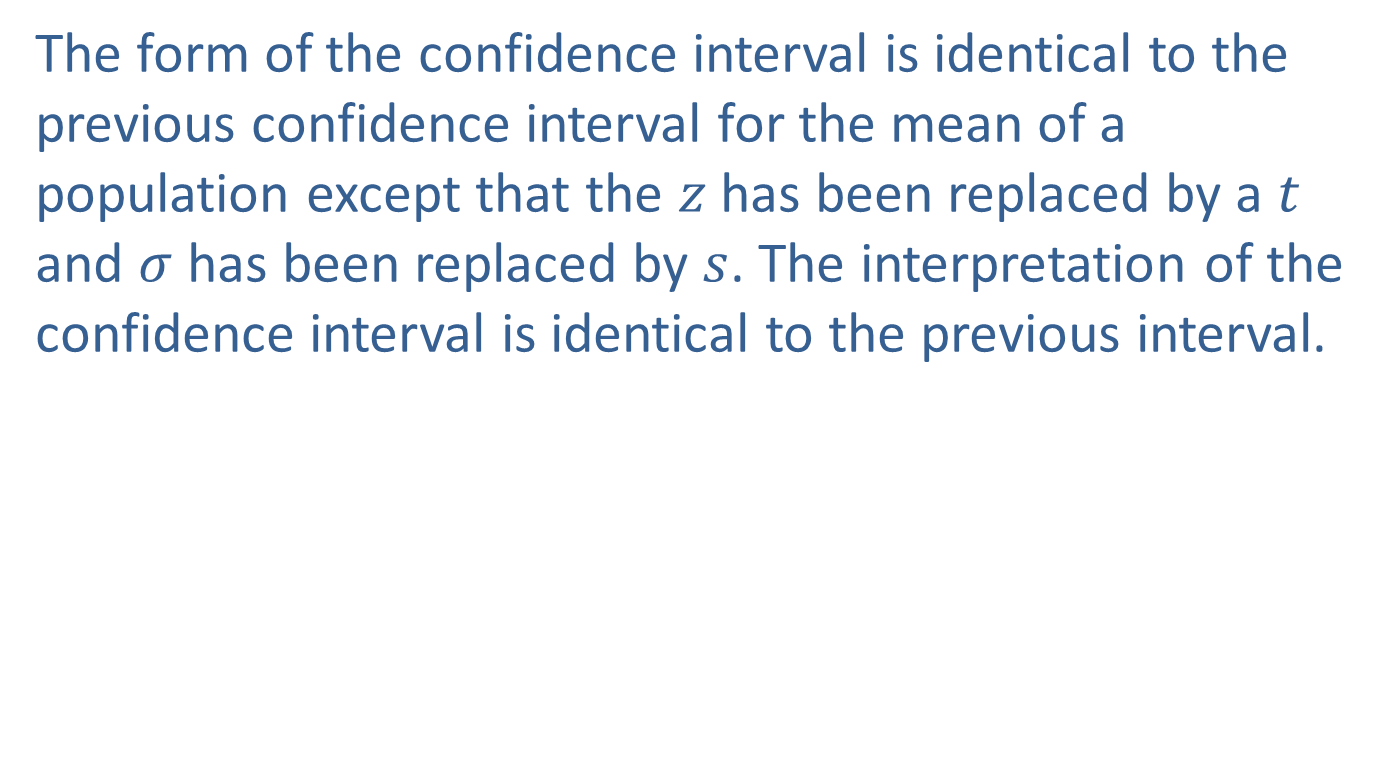 The form of the confidence interval is identical to the
previous confidence interval for the mean of a
population except that the z has been replaced by a t
and σ has been replaced by s. The interpretation of the
confidence interval is identical to the previous interval.